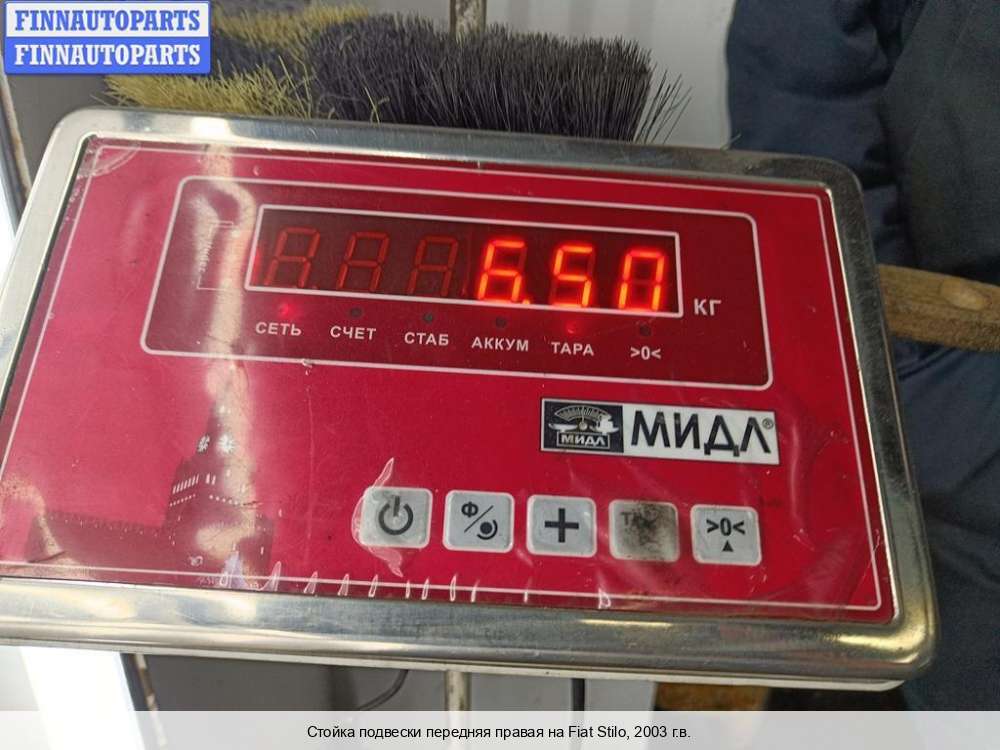 FINNAUTOPARTS
FINNAUTOPARTS
6.50
КГ
СЕТЬ СЧЕТ СТАБ АККУМ ТАРА >0<
МИДЛ МИДЛ®
Ф
>0<
Стойка подвески передняя правая на Fiat Stilo, 2003 г.в.